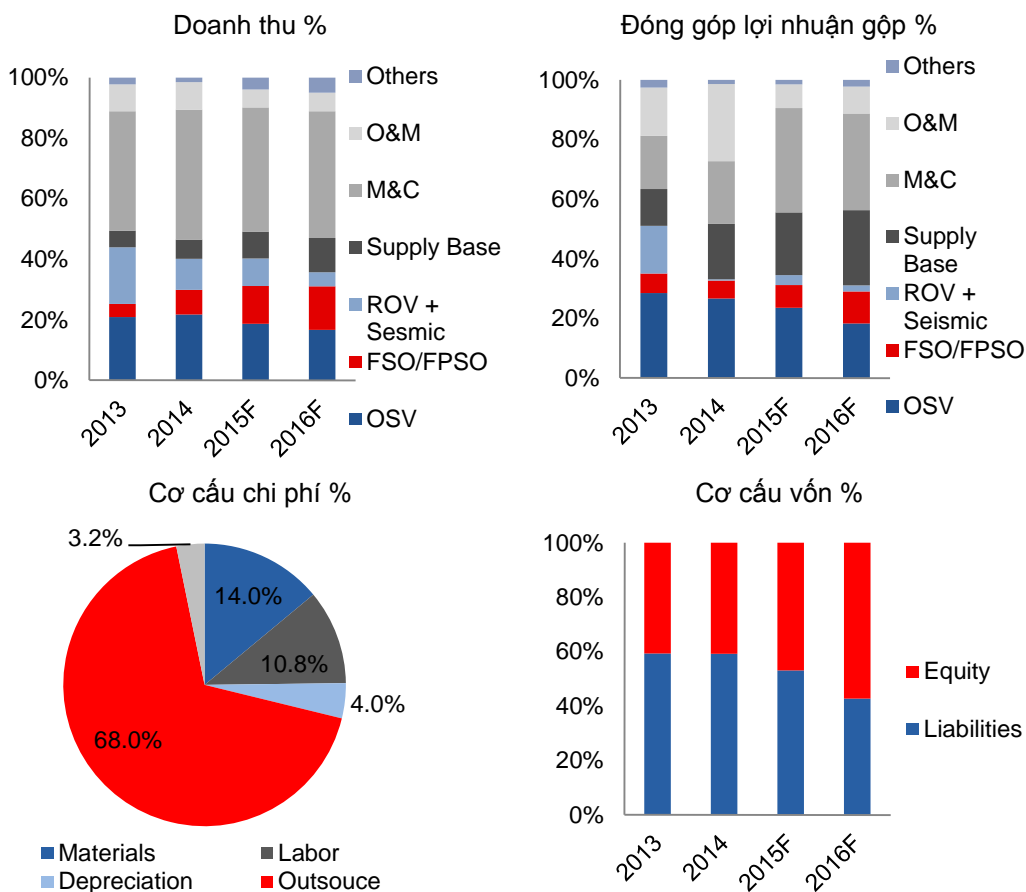 Doanh thu %
100%
80%
60%
40%
20%
0%
2013
2014
2015F
2016F
Others
O&M
M&C
Supply Base
ROV +
Sesmic
FSO/FPSO
OSV
Đóng góp lợi nhuận gộp %
100%
80%
60%
40%
20%
0%
2013
2014
2015F
2016F
Others
O&M
M&C
Supply
Base
ROV +
Seismic
FSO/FPSO
OSV
Cơ cấu chi phí %
3.2%
14.0%
10.8%
4.0%
68.0%
Materials
Labor
Depreciation
Outsouce
Cơ cấu vốn %
100%
80%
60%
40%
20%
0%
2013
2014
2015F
2016F
Equity
Liabilities